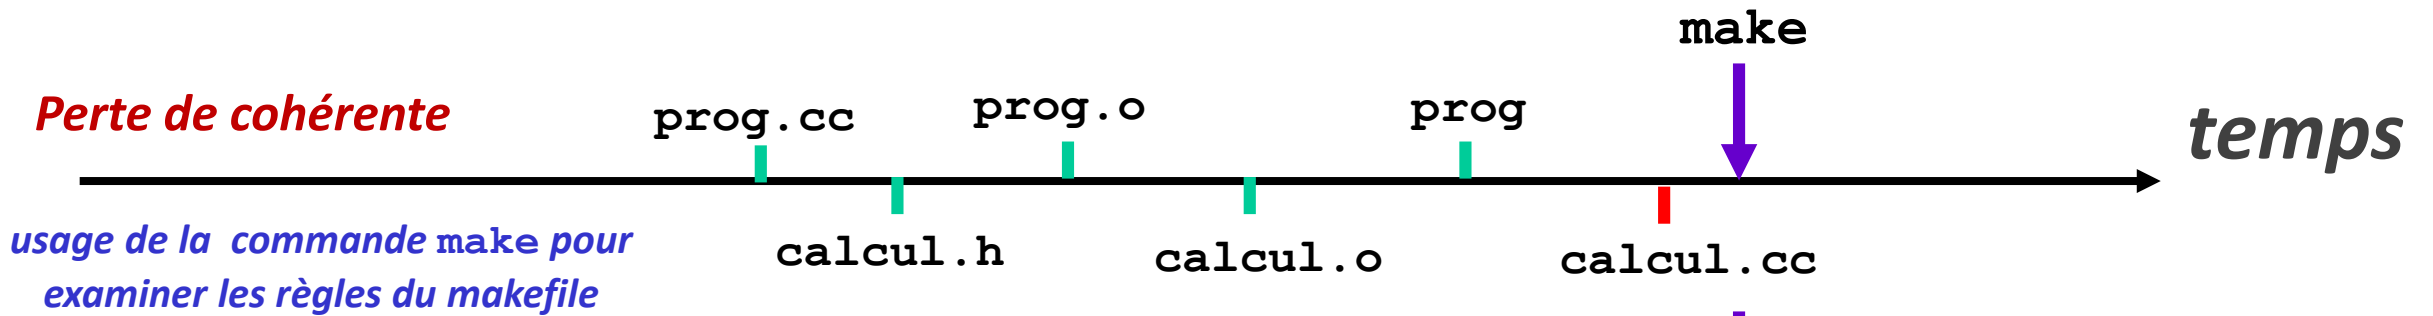 make
Perte de cohérente
prog.cc
prog.o
prog
temps
usage de la commande make pour
examiner les règles du makefile
calcul.h
calcul.o
calcul.cc